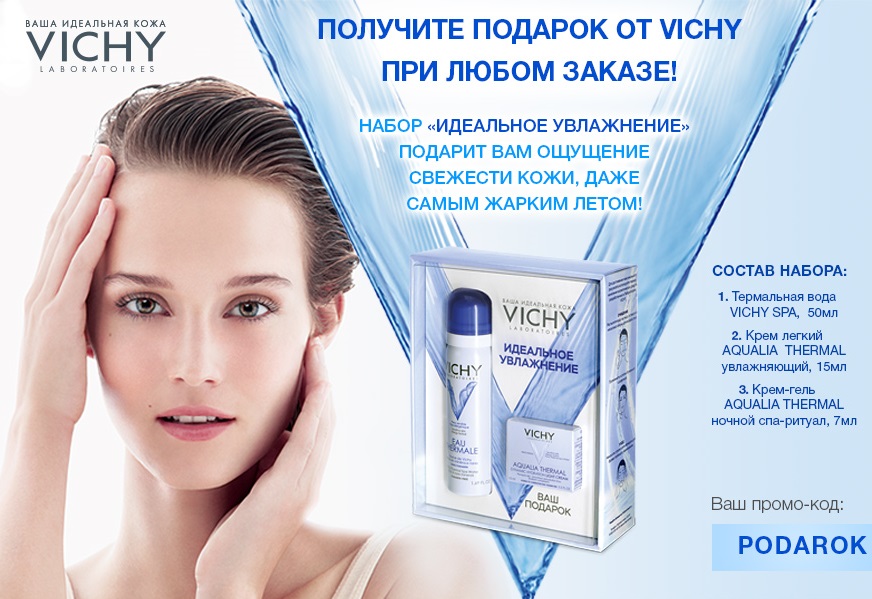 ВАША ИДЕАЛЬНАЯ КОЖА
VICHY
LABORATOIRES
ПОЛУЧИТЕ ПОДАРОК ОТ VICHY
ПРИ ЛЮБОМ ЗАКАЗЕ!
НАБОР «ИДЕАЛЬНОЕ УВЛАЖНЕНИЕ»
ПОДАРИТ ВАМ ОЩУЩЕНИЕ
СВЕЖЕСТИ КОЖИ, ДАЖЕ
САМЫМ ЖАРКИМ ЛЕТОМ!
ВАША ИДЕАЛЬНАЯ КОЖА
VICHY
LABORATOIRES
ИДЕАЛЬНОЕ
УВЛАЖНЕНИЕ
VICHY
EAU
THERMALE
VICHY
AQUALIA THERMAL
ВАШ
ПОДАРОК
СОСТАВ НАБОРА:
1. Термальная вода
VICHY SPA, 50мл
2. Крем легкий
AQUALIA THERMAL
увлажняющий, 15мл
3. Крем-гель
AQUALIA THERMAL
ночной спа-ритуал, 7мл
Ваш промо-код:
PODAROK